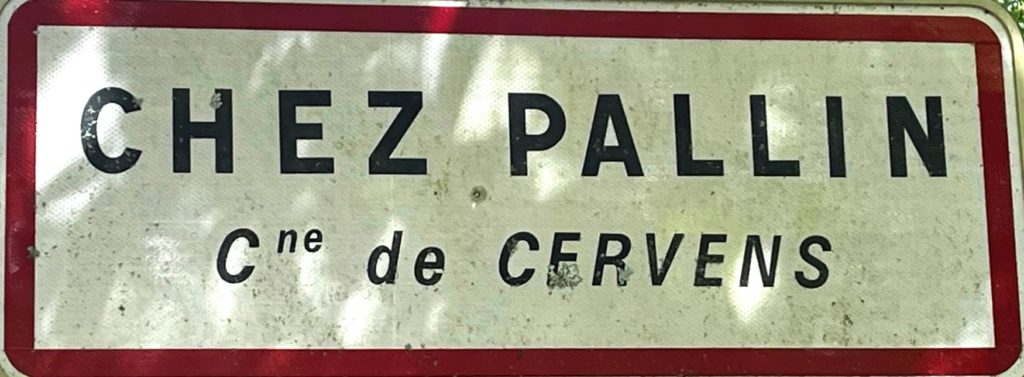 CHEZ PALLIN
Cne de CERVENS